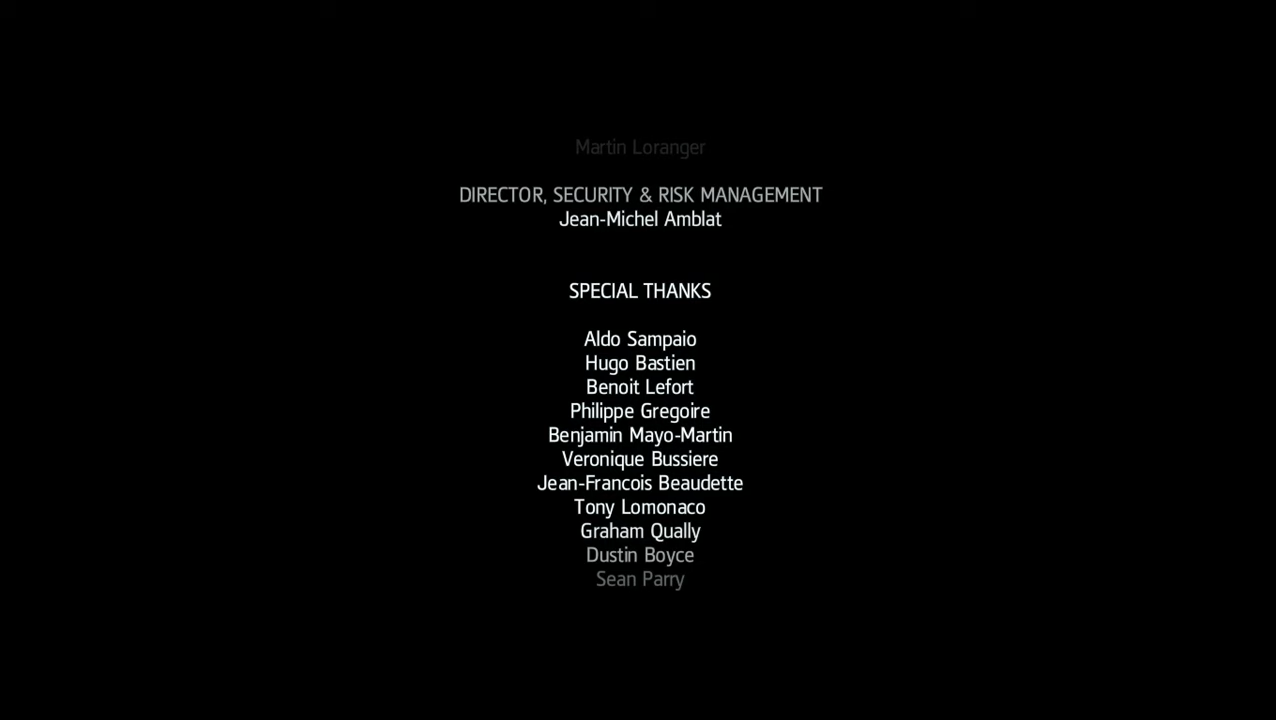 Martin Loranger
DIRECTOR, SECURITY & RISK MANAGEMENT
Jean-Michel Amblat
SPECIAL THANKS
Aldo Sampaio
Hugo Bastien
Benoit Lefort
Philippe Gregoire
Benjamin Mayo-Martin
Veronique Bussiere
Jean-Francois Beaudette
Tony Lomonaco
Graham Qually
Dustin Boyce
Sean Parry